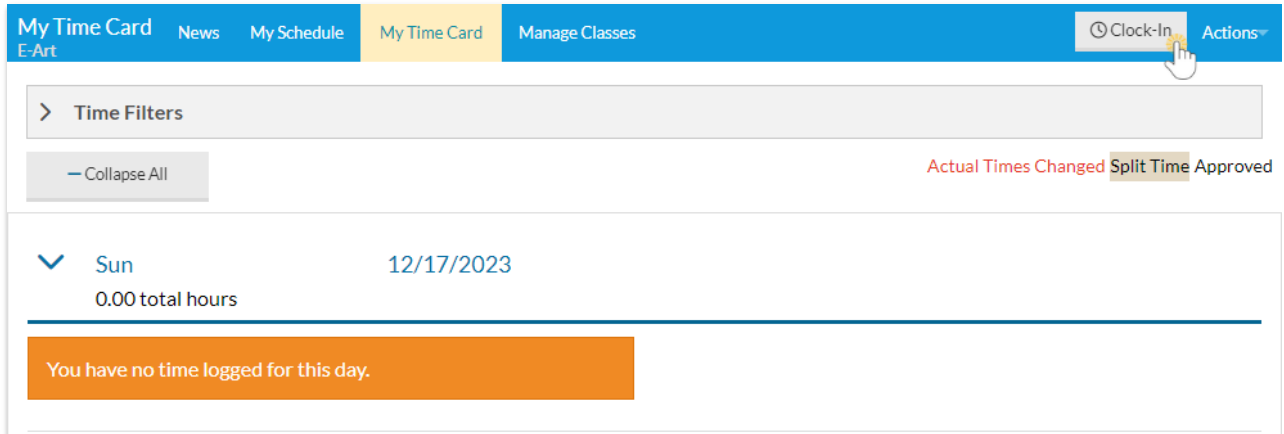 My Time Card News My Schedule My Time Card Manage Classes Clock-In Actions
E-Art
Time Filters
Collapse All
Actual Times Changed Split Time Approved
Sun 12/17/2023
0.00 total hours
You have no time logged for this day.